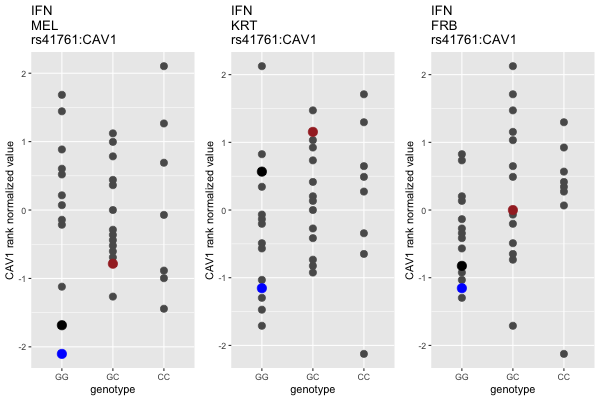 IFN
MEL
rs41761:CAV1
CAV1 rank normalized value
2
1
0
-1
-2
GG
GC
CC
genotype
IFN
KRT
rs41761:CAV1
CAV1 rank normalized value
2
1
0
-1
-2
GG
GC
CC
genotype
IFN
FRB
rs41761:CAV1
CAV1 rank normalized value
2
1
0
-1
-2
GG
GC
CC
genotype